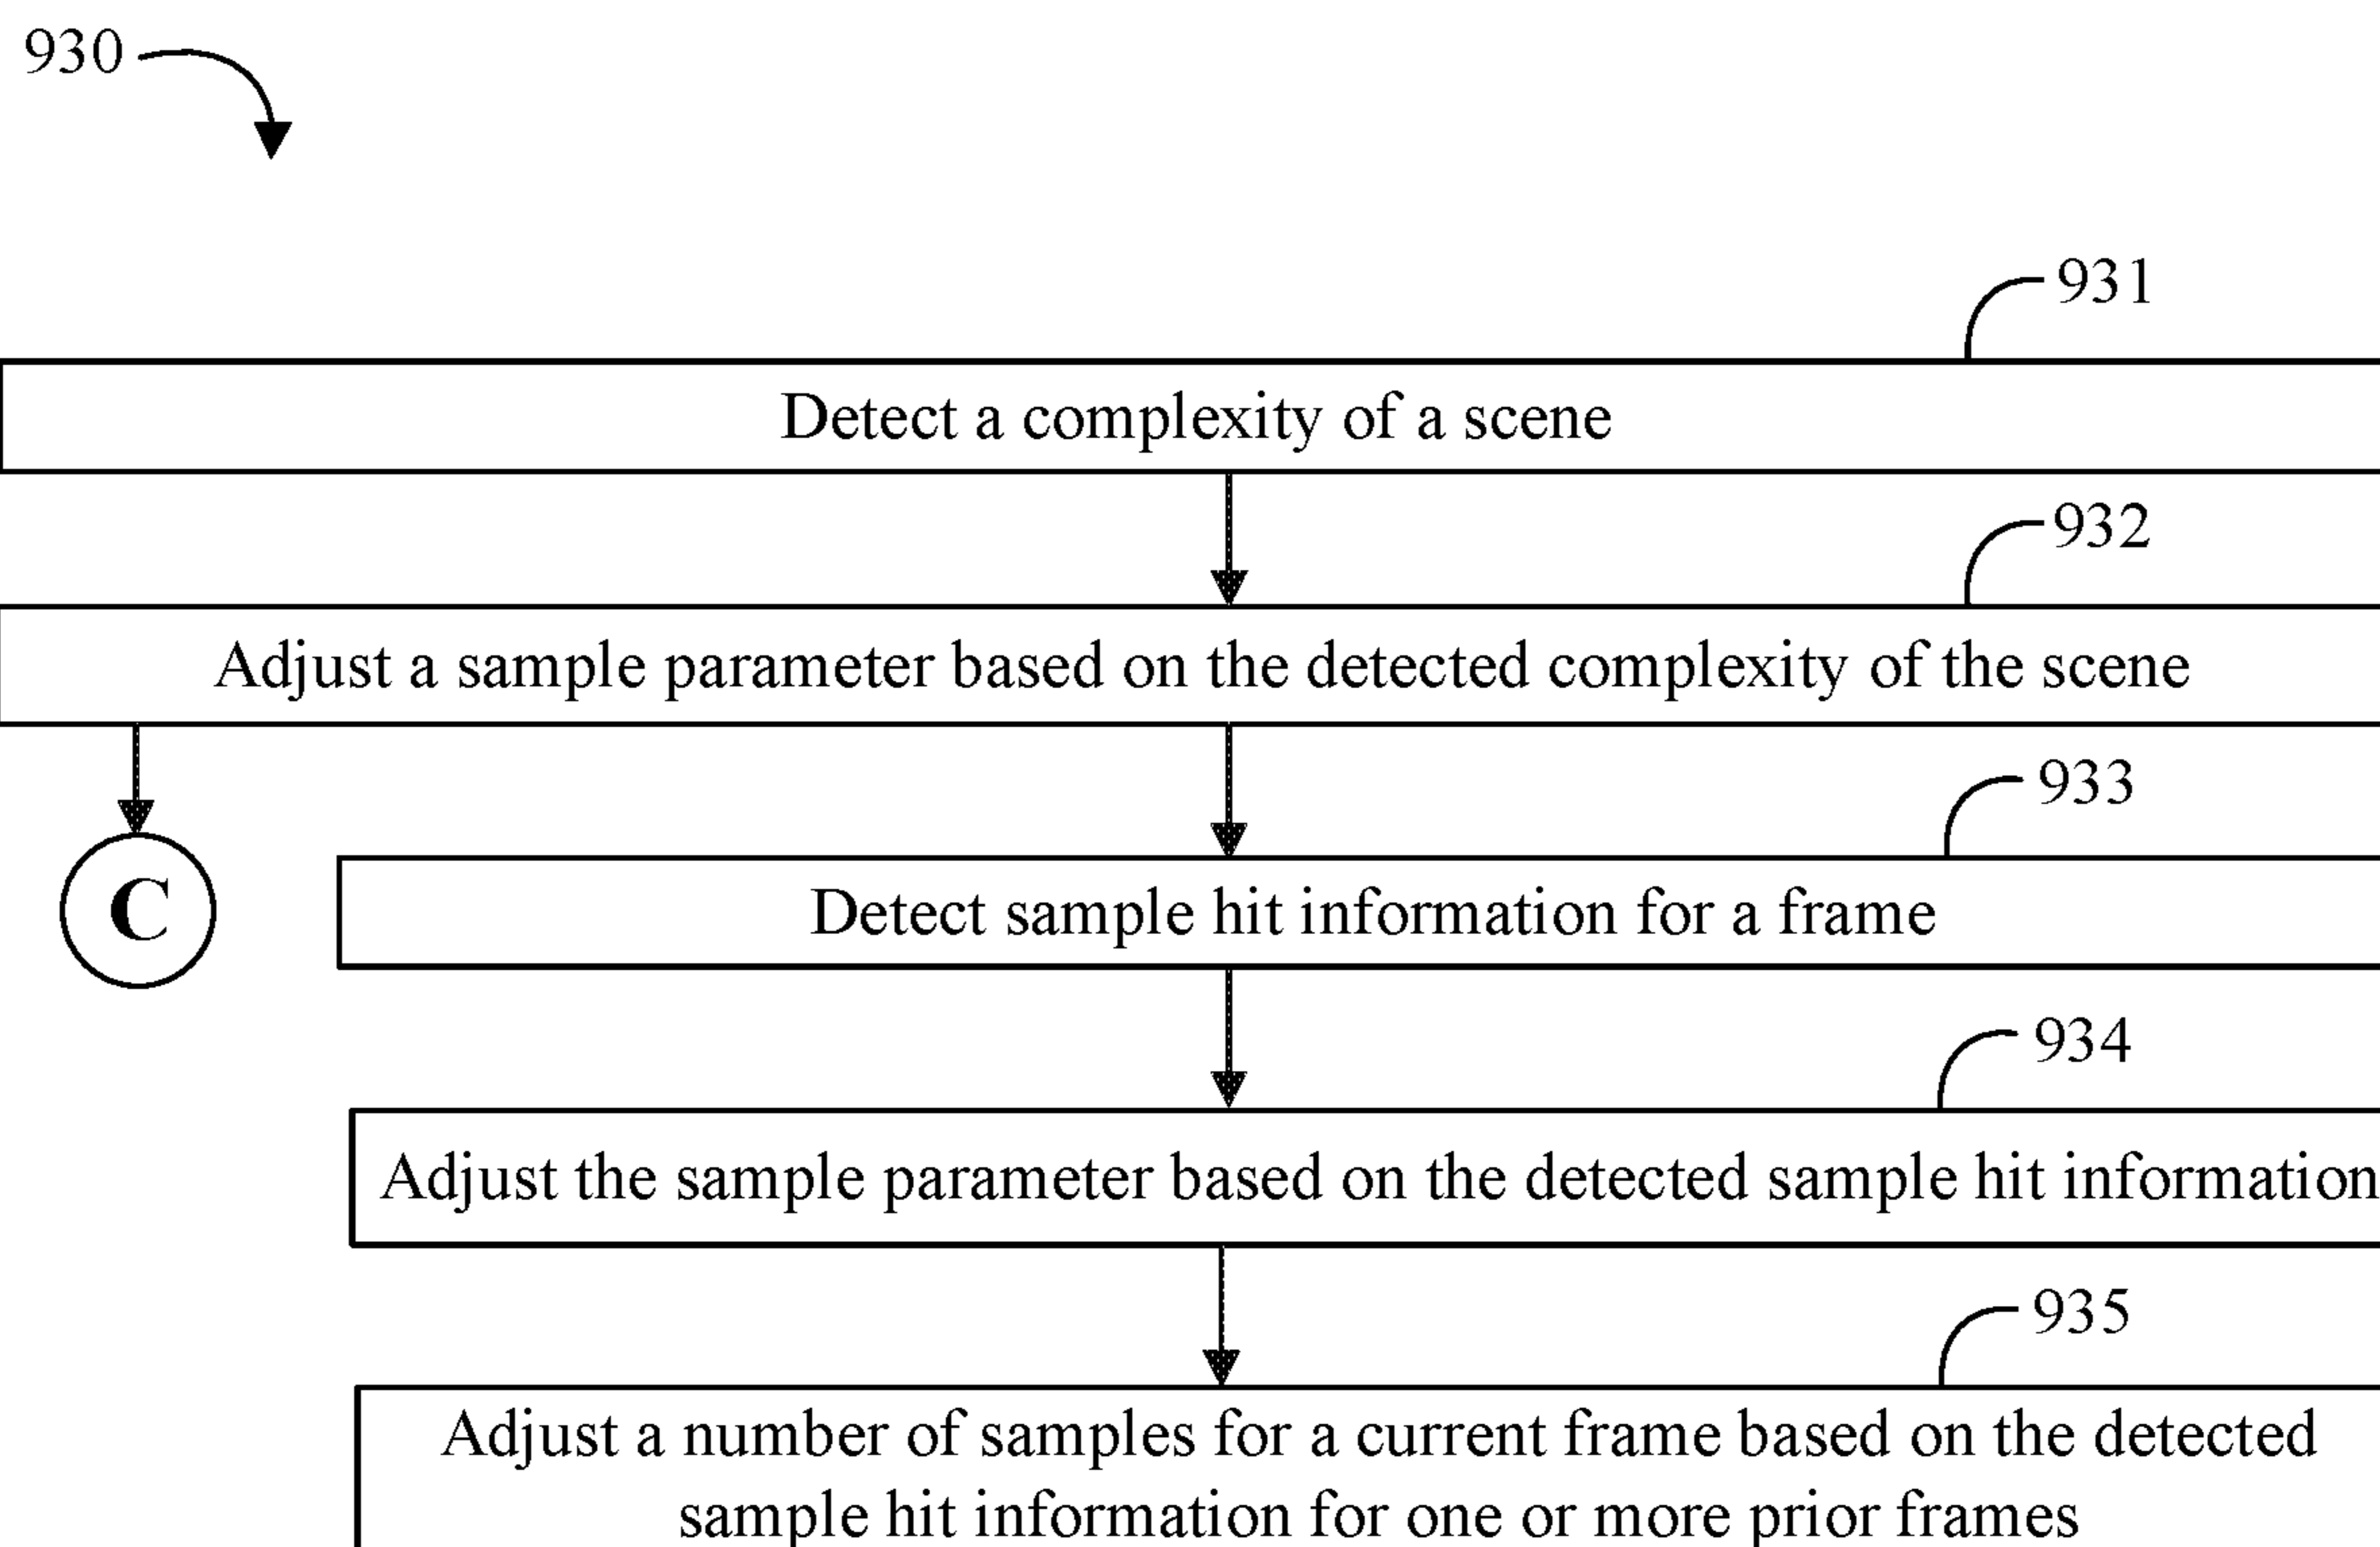 930
931
Detect a complexity of a scene
932
Adjust a sample parameter based on the detected complexity of the scene
933
C
Detect sample hit information for a frame
934
Adjust the sample parameter based on the detected sample hit information
935
Adjust a number of samples for a current frame based on the detected
sample hit information for one or more prior frames